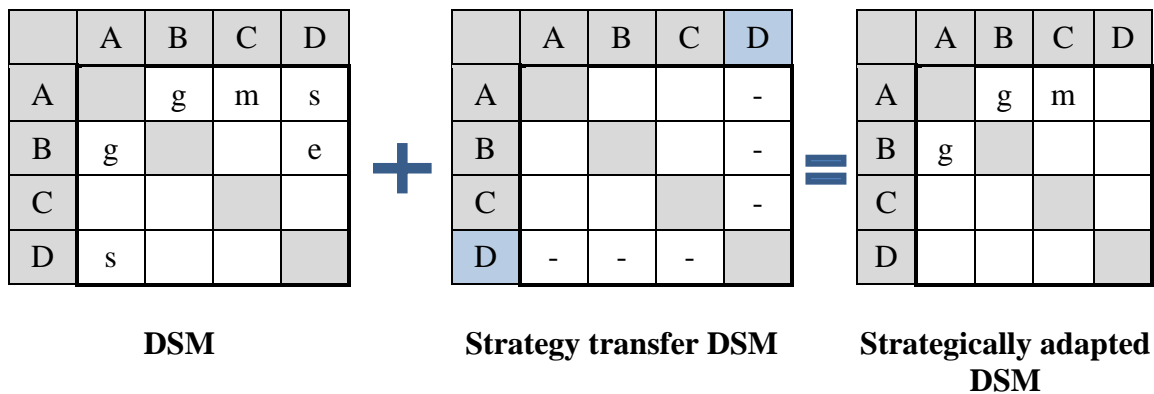 A B C D A B C D A B C D
A g m s A - A g m
B g e B - B g
C C - C
D s D - - - D
+ =
DSM Strategy transfer DSM Strategically adapted
DSM